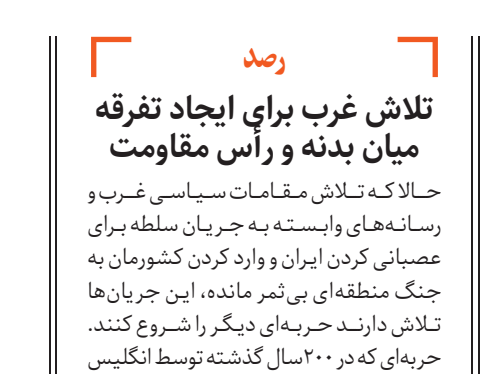 رصد
تلاش غرب برای ایجاد تفرقه
میان بدنه و رأس مقاومت
حالا که تلاش مقامات سیاسی غرب و
رسانه‌های وابسته به جریان سلطه برای
عصبانی کردن ایران و وارد کردن کشورمان به
جنگ منطقه‌ای بی‌ثمر مانده، این جریان‌ها
تلاش دارند حربه‌ای دیگر را شروع کنند.
حربه‌ای که در ۲۰۰سال گذشته توسط انگلیس